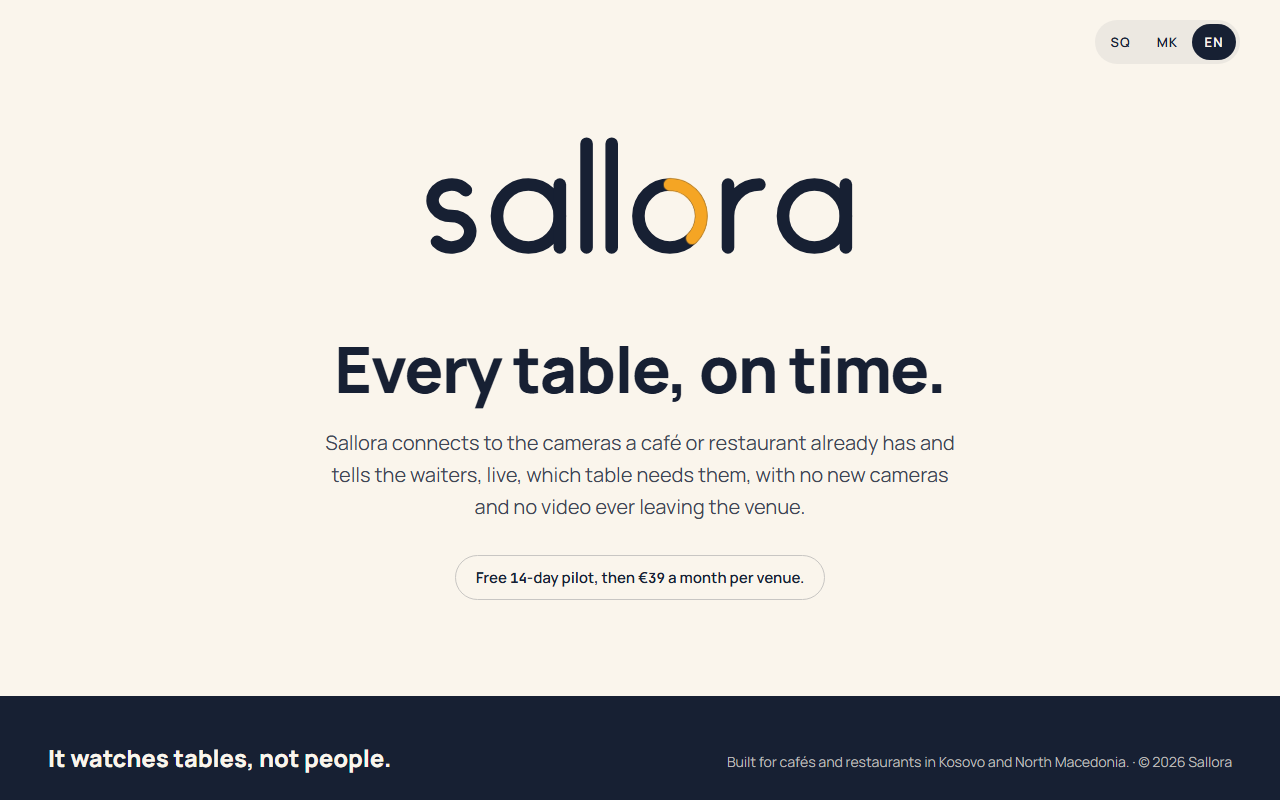 SQ MK EN
sallora
Every table, on time.
Sallora connects to the cameras a café or restaurant already has and
tells the waiters, live, which table needs them, with no new cameras
and no video ever leaving the venue.
Free 14-day pilot, then €39 a month per venue.
It watches tables, not people.
Built for cafés and restaurants in Kosovo and North Macedonia. · © 2026 Sallora